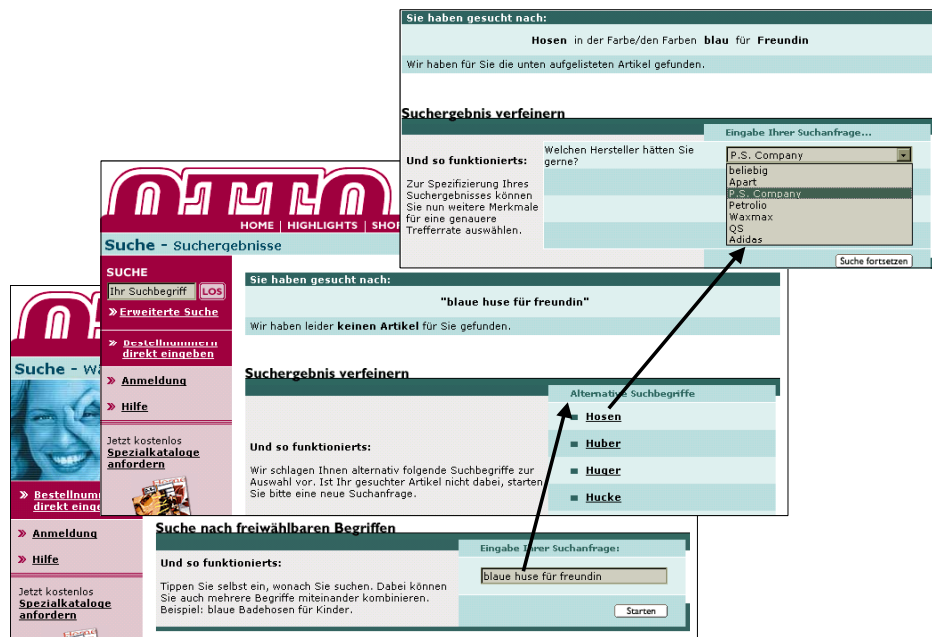 Sie haben gesucht nach:
Hosen in der Farbe/den Farben blau für Freundin
Wir haben für Sie die unten aufgelisteten Artikel gefunden.
Suchergebnis verfeinern
Eingabe Ihrer Suchanfrage...
Und so funktionierts:
Zur Spezifizierung Ihres
Suchergebnisses können
Sie nun weitere Merkmale
für eine genauere
Trefferrate auswählen.
Welchen Hersteller hätten Sie
gerne?
P.S. Company
beliebig
Apart
P.S. Company
Petrolio
Waxmax
QS
Adidas
Suche fortsetzen
HOME | HIGHLIGHTS | SHOP
Suche - Suchergebnisse
SUCHE
Ihr Suchbegriff LOS
Erweiterte Suche
Bestellnummern
direkt eingeben
Anmeldung
Hilfe
Jetzt kostenlos
Spezialkataloge
anfordern
Sie haben gesucht nach:
"blaue huse für freundin"
Wir haben leider keinen Artikel für Sie gefunden.
Suchergebnis verfeinern
Alternative Suchbegriffe
Und so funktionierts:
Wir schlagen Ihnen alternativ folgende Suchbegriffe zur
Auswahl vor. Ist Ihr gesuchter Artikel nicht dabei, starten
Sie bitte eine neue Suchanfrage.
Hosen
Huber
Huger
Hucke
Suche - Wä
Bestellnum
direkt einge
Anmeldung
Hilfe
Jetzt kostenlos
Spezialkataloge
anfordern
Suche nach freiwählbaren Begriffen
Eingabe Ihrer Suchanfrage:
Und so funktionierts:
Tippen Sie selbst ein, wonach Sie suchen. Dabei können
Sie auch mehrere Begriffe miteinander kombinieren.
Beispiel: blaue Badehosen für Kinder.
blaue huse für freundin
Starten